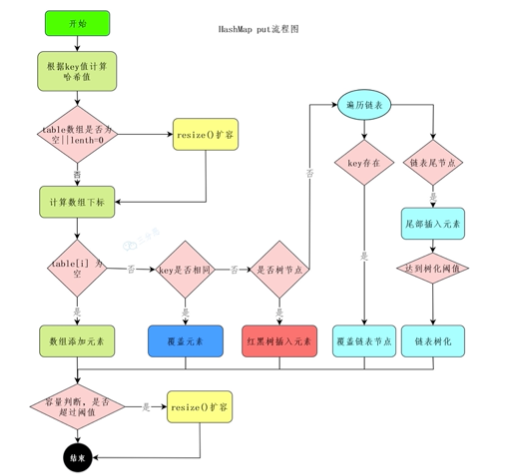 HashMap put流程图
开始
根据key值计算
哈希值
table数组是否为
空||lenth=0
resize()扩容
否
计算数组下标
table[i] 为
空
否
key是否相同
否
是否树节点
否
遍历链表
key存在
链表尾节点
是
尾部插入元素
达到树化阈值
是
是
是
是
数组添加元素
覆盖元素
红黑树插入元素
覆盖链表节点
链表树化
容量判断，是否
超过阈值
是
resize()扩容
结束